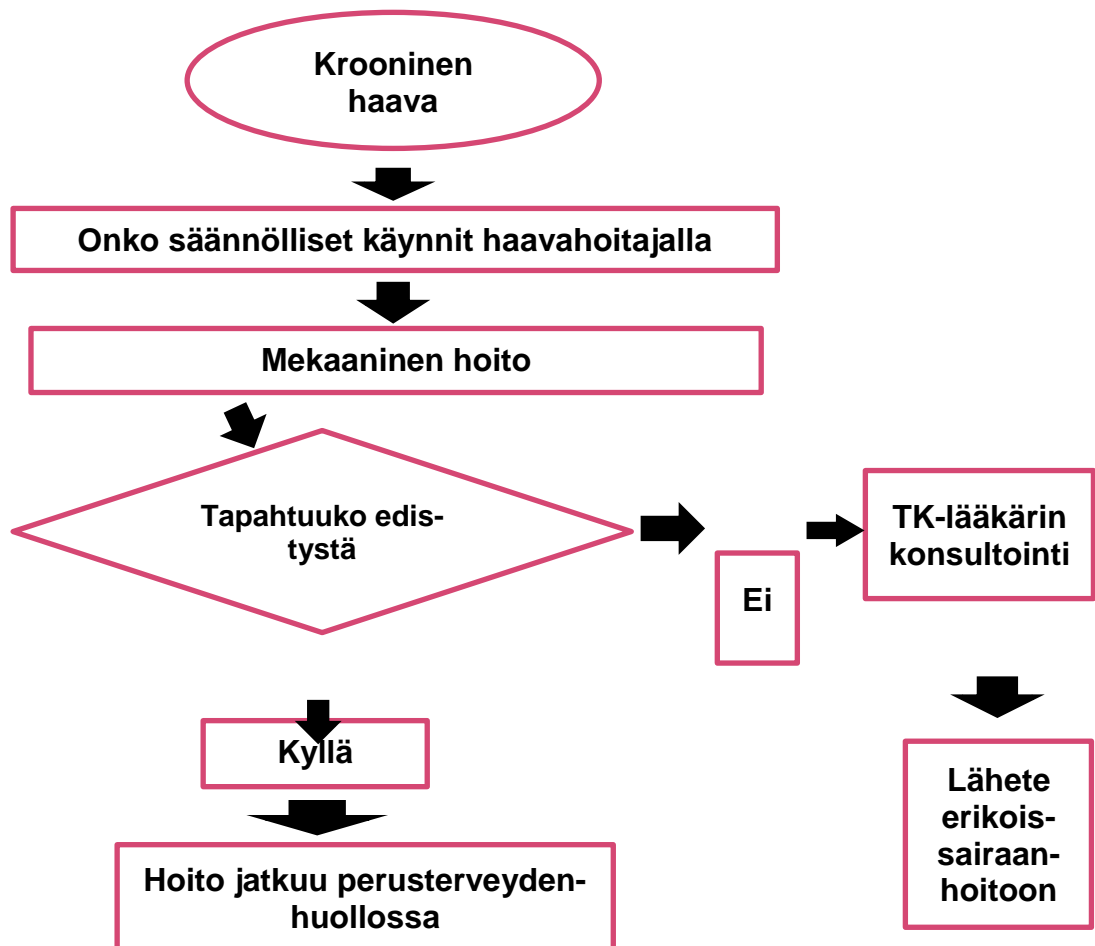 Krooninen
haava
Onko säännölliset käynnit haavahoitajalla
Mekaaninen hoito
Tapahtuuko edis-
tystä
Ei
TK-lääkärin
konsultointi
Kyllä
Hoito jatkuu perusterveyden-
huollossa
Lähete
erikois-
sairaan-
hoitoon